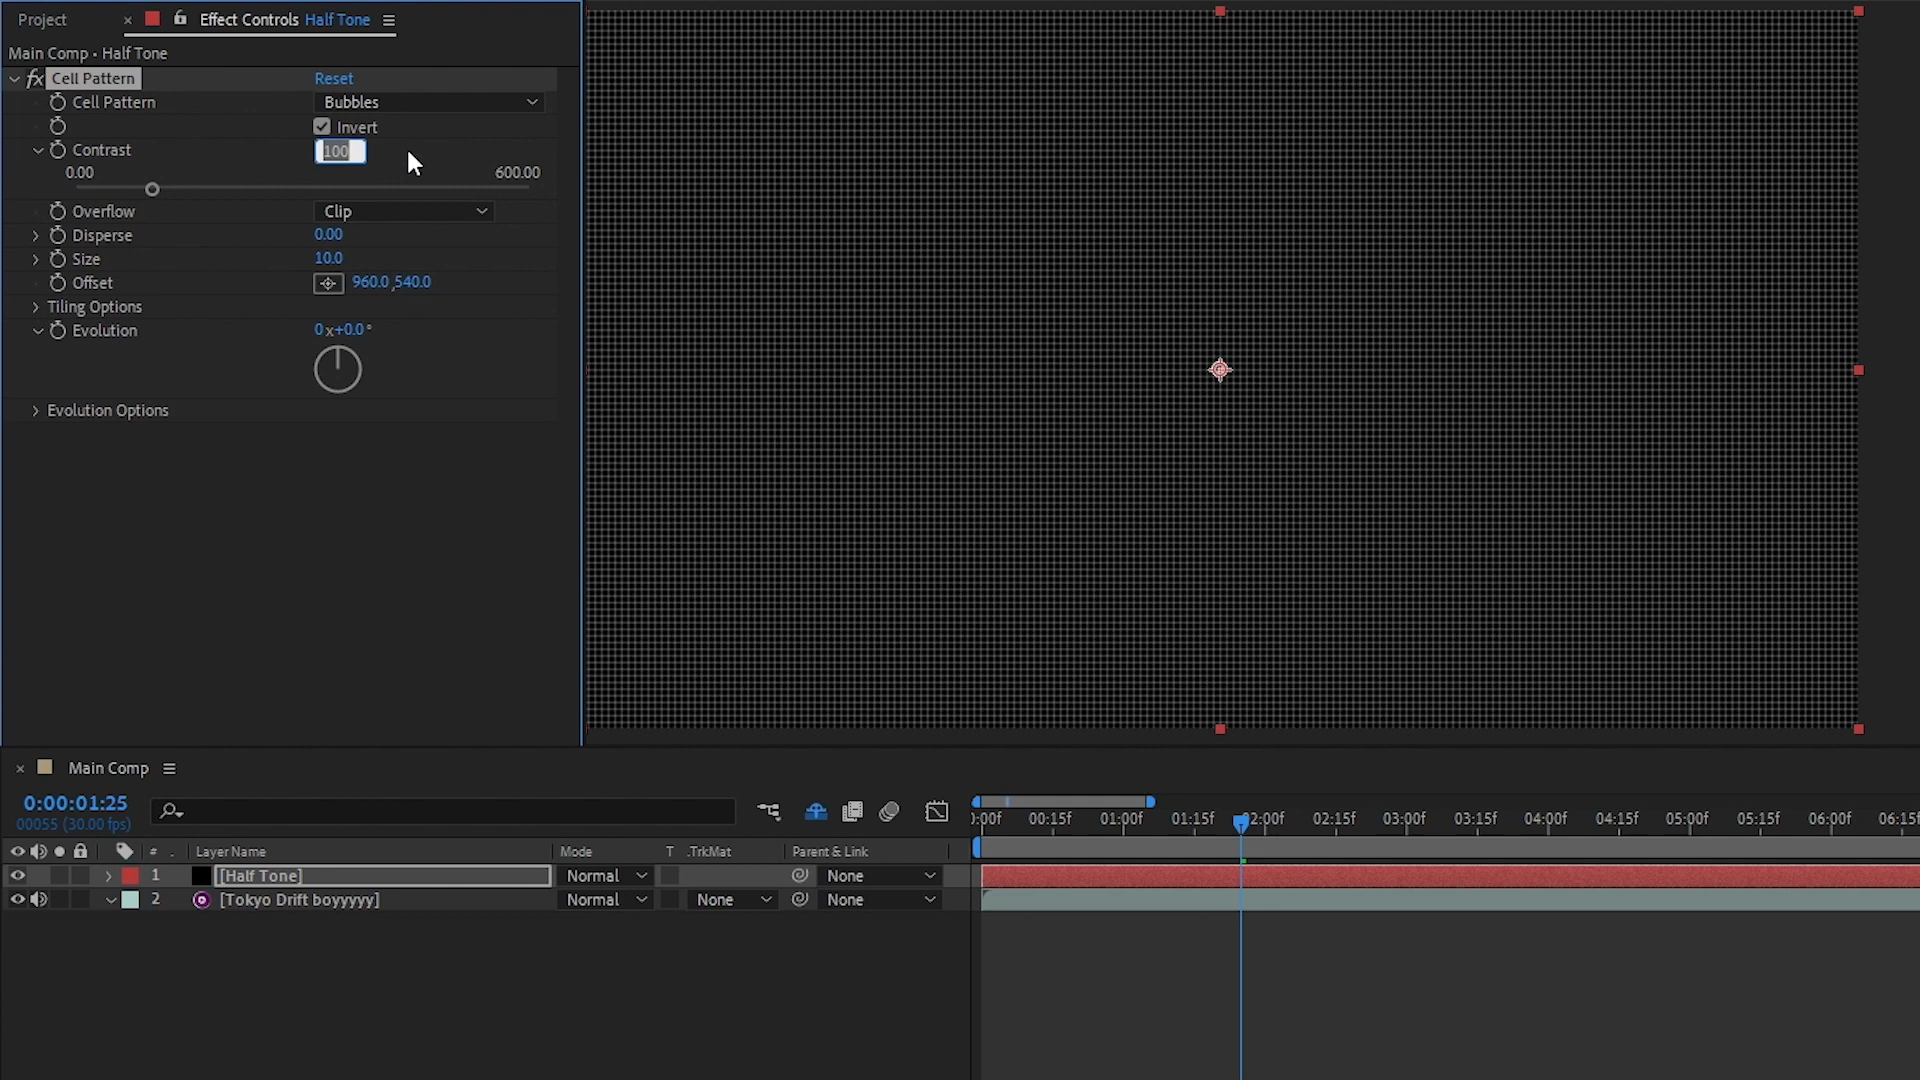 Project
Effect Controls Half Tone
Main Comp • Half Tone
fx Cell Pattern Reset
Cell Pattern Bubbles
Invert
Contrast 100
0.00 600.00
Overflow Clip
Disperse 0.00
Size 10.0
Offset 960.0,540.0
Tiling Options
Evolution 0x+0.0°
Evolution Options
Main Comp
0:00:01:25
00055 (30.00 fps)
):00f 00:15f 01:00f 01:15f 02:00f 02:15f 03:00f 03:15f 04:00f 04:15f 05:00f 05:15f 06:00f 06:15f
# . Layer Name Mode T .TrkMat Parent & Link
1 [Half Tone] Normal None
2 [Tokyo Drift boyyyyy] Normal None None